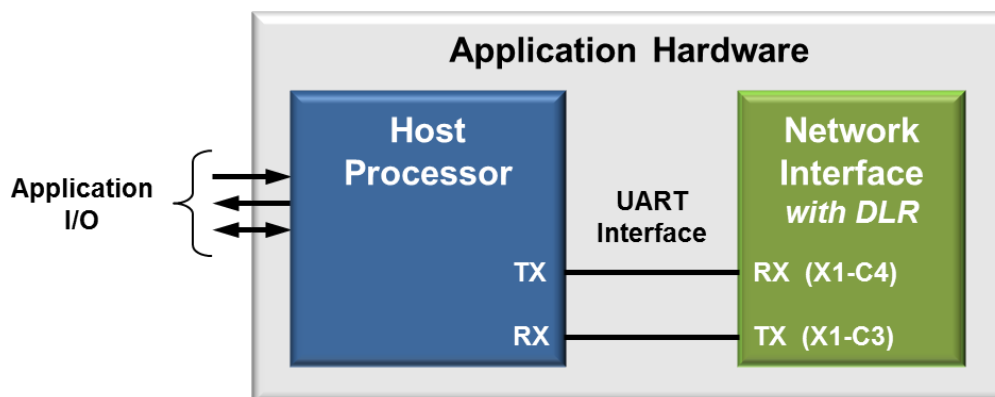 Application Hardware
Application
I/O
Host
Processor
TX
RX
UART
Interface
Network
Interface
with DLR
RX (X1-C4)
TX (X1-C3)